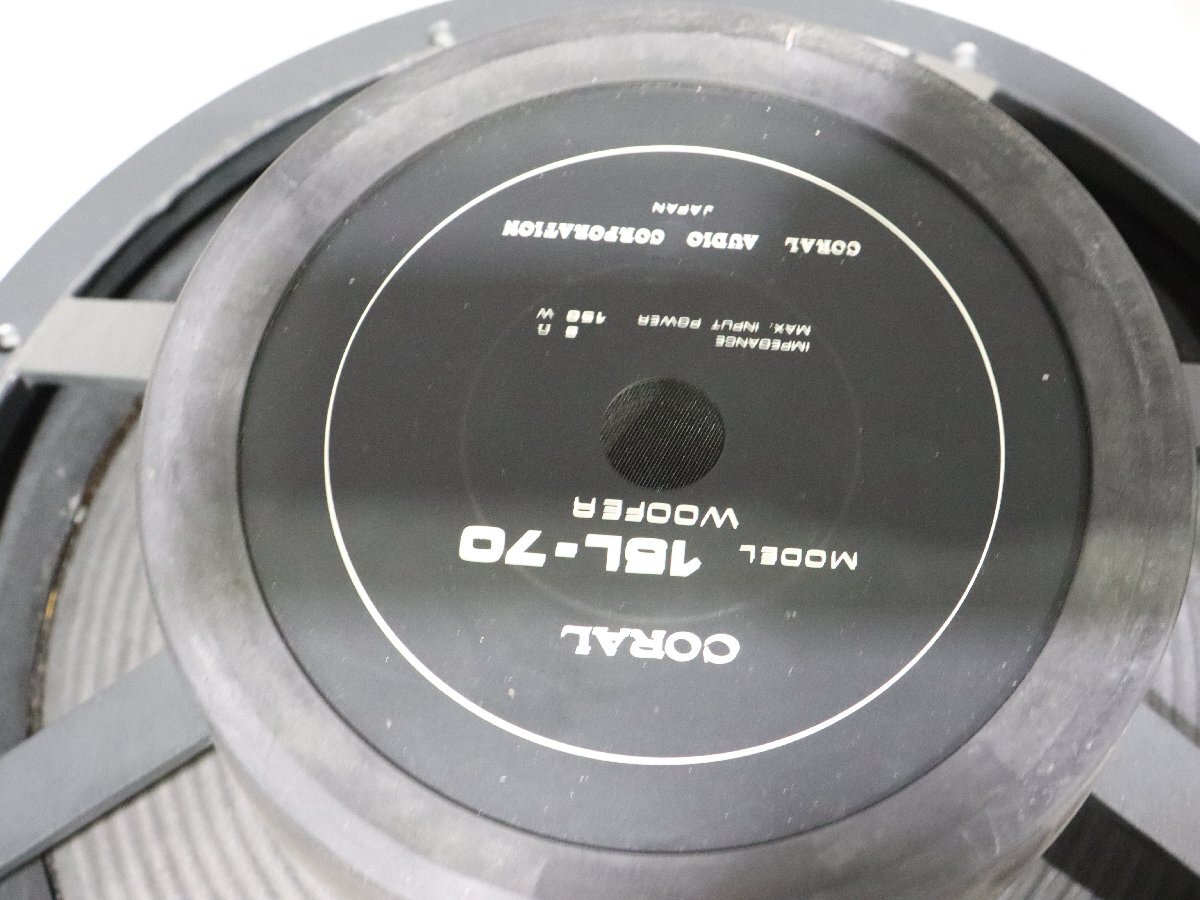 CORAL
MODEL 15L-70
WOOFER
IMPEDANCE 8 Ω
MAX. INPUT POWER 150 W
CORAL AUDIO CORPORATION
JAPAN